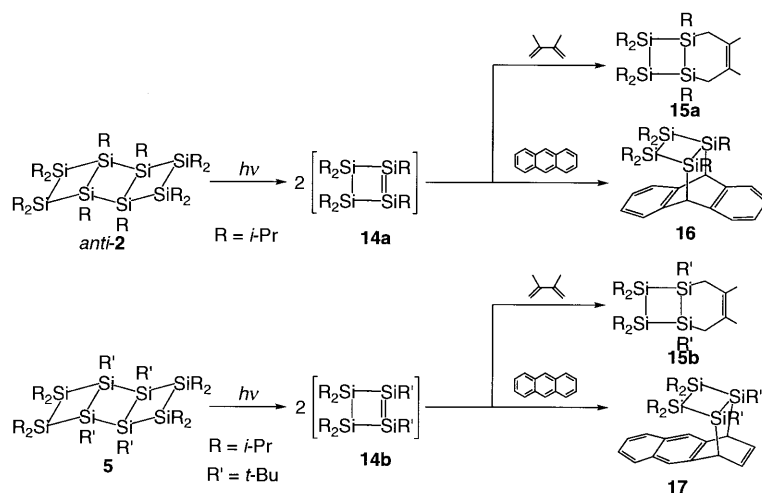 R
R2Si Si
R2Si Si
R
15a
R R
R2Si Si Si SiR2
R2Si Si Si SiR2
R R
anti-2
hν
R = i-Pr
2
R2Si SiR
R2Si SiR
14a
R2Si Si SiR
R2Si SiR
16
R'
R2Si Si
R2Si Si
R'
15b
R' R'
R2Si Si Si SiR2
R2Si Si Si SiR2
R' R'
5
hν
R = i-Pr
R' = t-Bu
2
R2Si SiR'
R2Si SiR'
14b
R2Si SiR'
R2Si SiR'
17